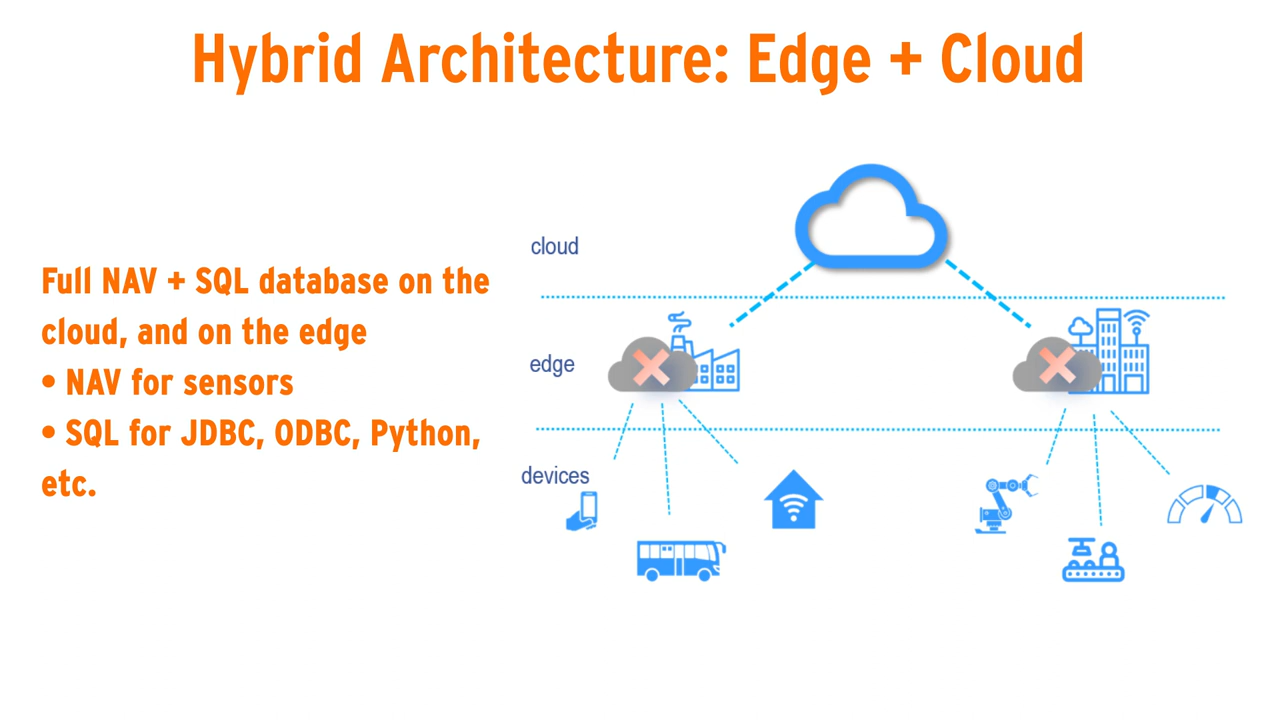 Hybrid Architecture: Edge + Cloud
Full NAV + SQL database on the
cloud, and on the edge
• NAV for sensors
• SQL for JDBC, ODBC, Python,
etc.
cloud
edge
devices